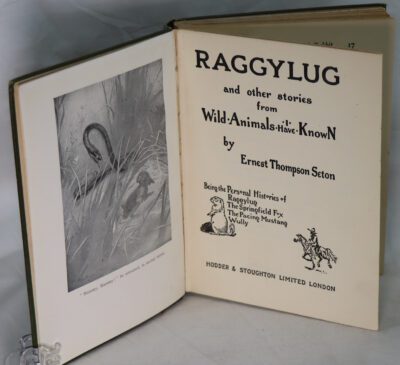 17
RAGGYLUG
and other stories
from
Wild·Animals·I·Have·KnowN
by
Ernest Thompson Seton
Being the Personal Histories of
Raggylug
The Springfield Fox
The Pacing Mustang
Wully
HODDER & STOUGHTON LIMITED LONDON